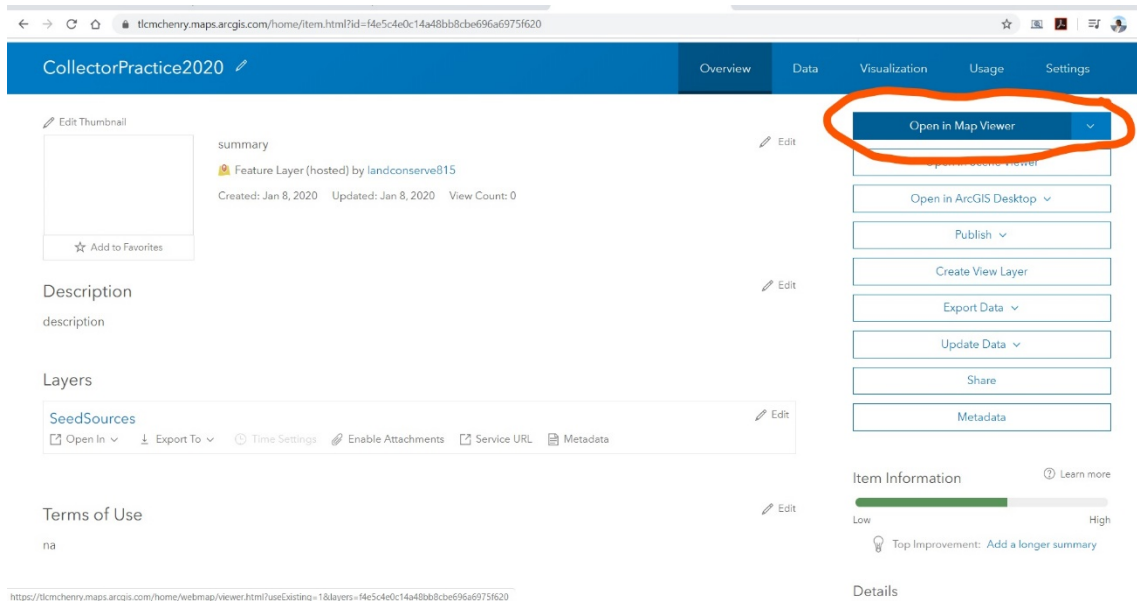 tlcmchenry.maps.arcgis.com/home/item.html?id=f4e5c4e0c14a48bb8cbe696a6975f620
CollectorPractice2020
Overview Data Visualization Usage Settings
Edit Thumbnail
Open in Map Viewer
summary
Edit
Feature Layer (hosted) by landconserve815
Created: Jan 8, 2020 Updated: Jan 8, 2020 View Count: 0
Open in ArcGIS Desktop
Publish
Add to Favorites
Create View Layer
Description
Edit
description
Export Data
Update Data
Layers
Share
SeedSources
Edit
Metadata
Open In Export To Time Settings Enable Attachments Service URL Metadata
Item Information
Learn more
Terms of Use
Edit
Low High
na
Top Improvement: Add a longer summary
Details
https://tlcmchenry.maps.arcgis.com/home/webmap/viewer.html?useExisting=1&layers=f4e5c4e0c14a48bb8cbe696a6975f620